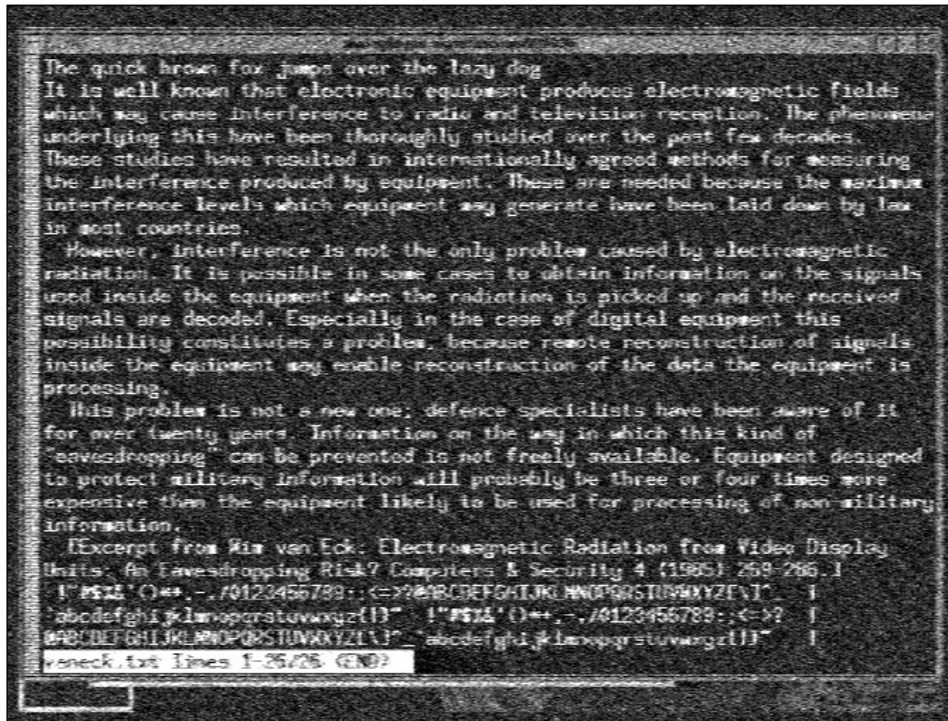 The quick brown fox jumps over the lazy dog
It is well known that electronic equipment produces electromagnetic fields
which may cause interference to radio and television reception. The phenomena
underlying this have been thoroughly studied over the past few decades.
These studies have resulted in internationally agreed methods for measuring
the interference produced by equipment. These are needed because the maximum
interference levels which equipment may generate have been laid down by law
in most countries.
However, interference is not the only problem caused by electromagnetic
radiation. It is possible in some cases to obtain information on the signals
used inside the equipment when the radiation is picked up and the received
signals are decoded. Especially in the case of digital equipment this
possibility constitutes a problem, because remote reconstruction of signals
inside the equipment may enable reconstruction of the data the equipment is
processing.
This problem is not a new one; defence specialists have been aware of it
for over twenty years. Information on the way in which this kind of
"eavesdropping" can be prevented is not freely available. Equipment designed
to protect military information will probably be three or four times more
expensive than the equipment likely to be used for processing of non-military
information.
[Excerpt from Wim van Eck: Electromagnetic Radiation from Video Display
Units: An Eavesdropping Risk? Computers & Security 4 (1985) 269-286.]
!"#$%&'()*+,-./0123456789:;<=>?@ABCDEFGHIJKLMNOPQRSTUVWXYZ[\]^_ |
`abcdefghijklmnopqrstuvwxyz{|}~ !"#$%&'()*+,-./0123456789:;<=>? |
@ABCDEFGHIJKLMNOPQRSTUVWXYZ[\]^_`abcdefghijklmnopqrstuvwxyz{|}~ |
vaneck.txt lines 1-26/26 (END)